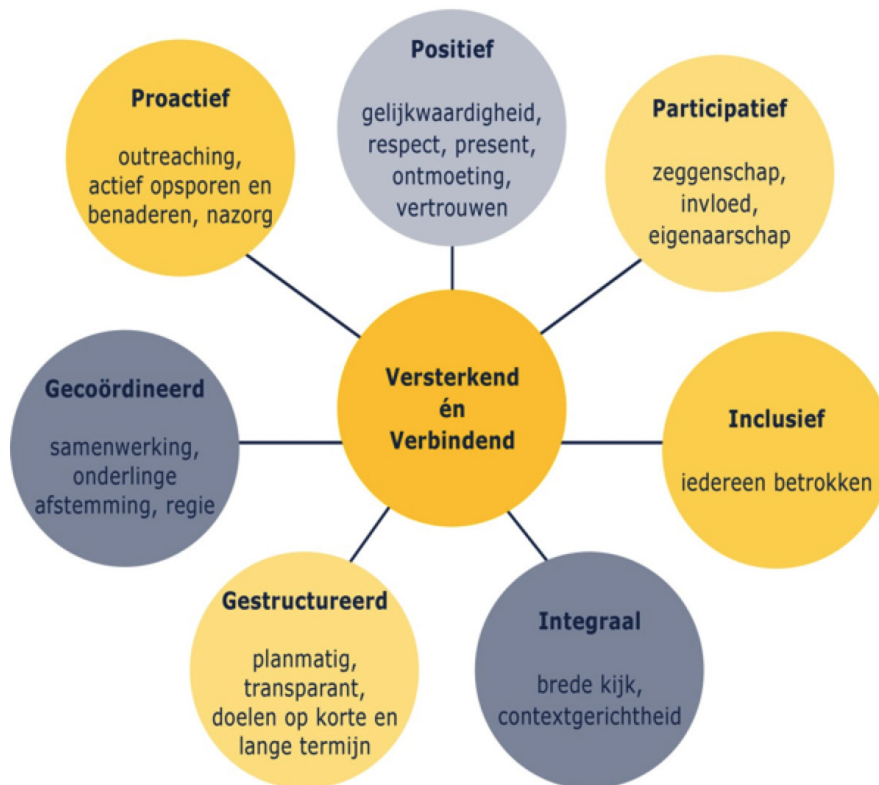 Positief
gelijkwaardigheid,
respect, present,
ontmoeting,
vertrouwen
Participatief
zeggenschap,
invloed,
eigenaarschap
Inclusief
iedereen betrokken
Integraal
brede kijk,
contextgerichtheid
Gestructureerd
planmatig,
transparant,
doelen op korte en
lange termijn
Gecoördineerd
samenwerking,
onderlinge
afstemming, regie
Proactief
outreaching,
actief opsporen en
benaderen, nazorg
Versterkend
én
Verbindend